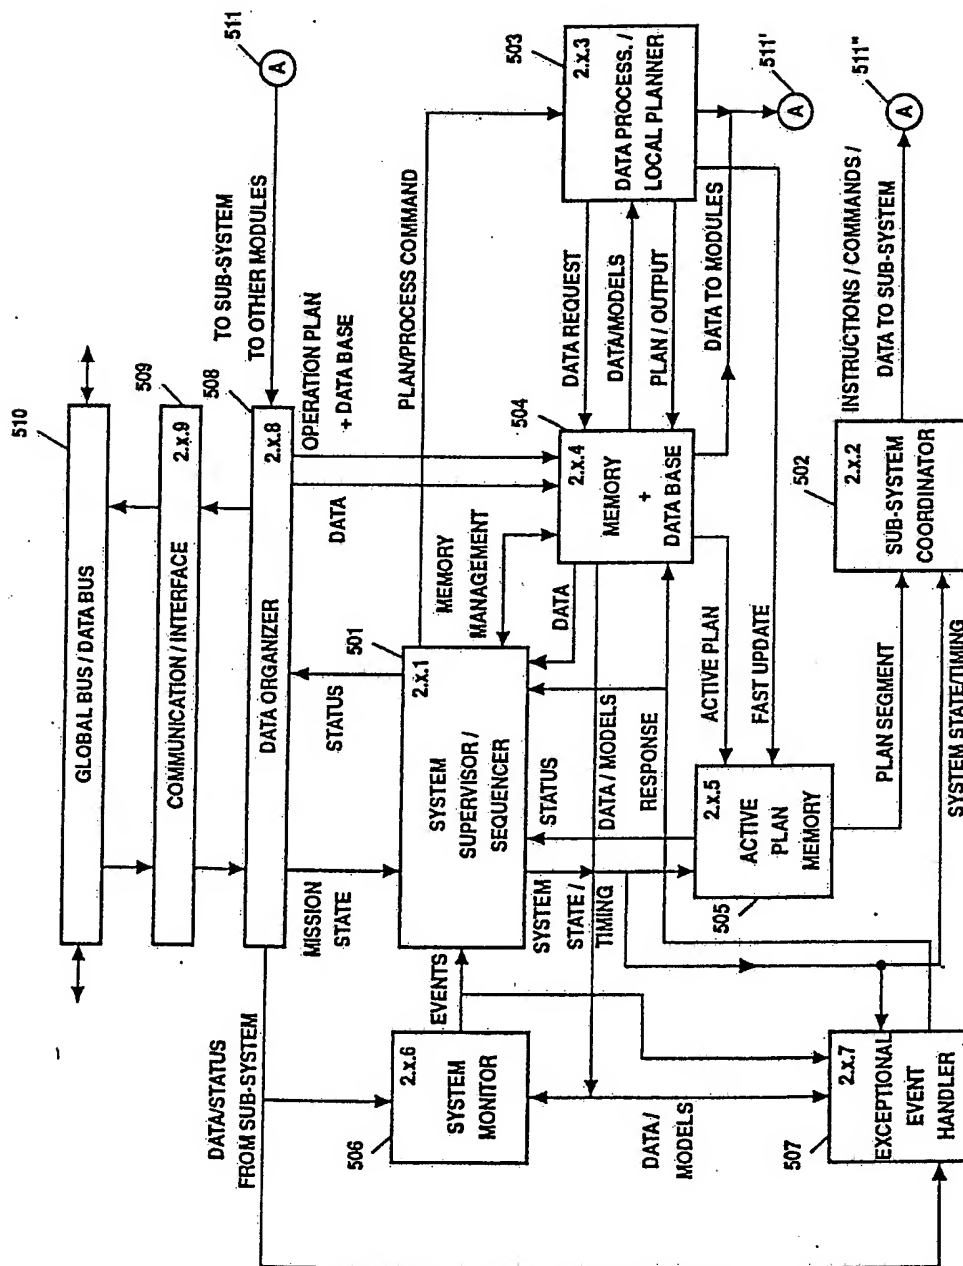 510
GLOBAL BUS / DATA BUS
509
COMMUNICATION / INTERFACE
2.x.9
508
DATA ORGANIZER
2.x.8
511
A
TO SUB-SYSTEM
TO OTHER MODULES
DATA/STATUS
FROM SUB-SYSTEM
MISSION
STATE
STATUS
DATA
OPERATION PLAN
+ DATA BASE
MEMORY
MANAGEMENT
PLAN/PROCESS COMMAND
501
2.x.1
SYSTEM
SUPERVISOR /
SEQUENCER
503
2.x.3
DATA PROCESS. /
LOCAL PLANNER
504
2.x.4
MEMORY
+
DATA BASE
DATA REQUEST
DATA/MODELS
PLAN / OUTPUT
DATA TO MODULES
A
511'
506
2.x.6
SYSTEM
MONITOR
EVENTS
SYSTEM
STATE /
TIMING
STATUS
DATA / MODELS
RESPONSE
DATA
ACTIVE PLAN
FAST UPDATE
505
2.x.5
ACTIVE
PLAN
MEMORY
DATA /
MODELS
507
2.x.7
EXCEPTIONAL
EVENT
HANDLER
PLAN SEGMENT
SYSTEM STATE/TIMING
502
2.x.2
SUB-SYSTEM
COORDINATOR
INSTRUCTIONS / COMMANDS /
DATA TO SUB-SYSTEM
A
511"